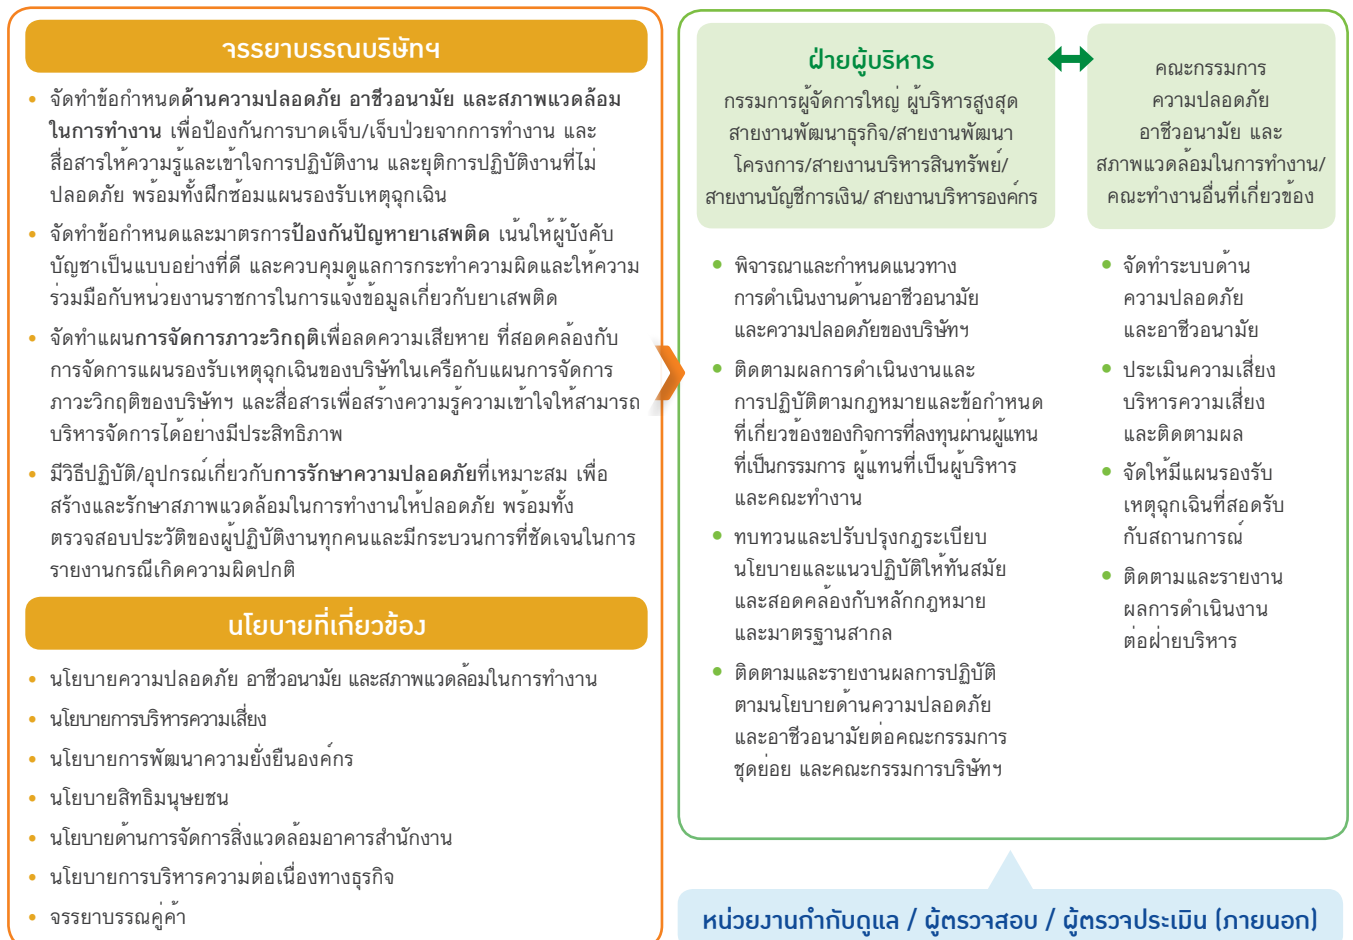 จรรยาบรรณบริษัทฯ
• จัดทำข้อกำหนดด้านความปลอดภัย อาชีวอนามัย และสภาพแวดล้อม
ในการทำงาน เพื่อป้องกันการบาดเจ็บ/เจ็บป่วยจากการทำงาน และ
สื่อสารให้ความรู้และเข้าใจการปฏิบัติงาน และยุติการปฏิบัติงานที่ไม่
ปลอดภัย พร้อมทั้งฝึกซ้อมแผนรองรับเหตุฉุกเฉิน
• จัดทำข้อกำหนดและมาตรการป้องกันปัญหายาเสพติด เน้นให้ผู้บังคับ
บัญชาเป็นแบบอย่างที่ดี และควบคุมดูแลการกระทำความผิดและให้ความ
ร่วมมือกับหน่วยงานราชการในการแจ้งข้อมูลเกี่ยวกับยาเสพติด
• จัดทำแผนการจัดการภาวะวิกฤติเพื่อลดความเสียหาย ที่สอดคล้องกับ
การจัดการแผนรองรับเหตุฉุกเฉินของบริษัทในเครือกับแผนการจัดการ
ภาวะวิกฤติของบริษัทฯ และสื่อสารเพื่อสร้างความรู้ความเข้าใจให้สามารถ
บริหารจัดการได้อย่างมีประสิทธิภาพ
• มีวิธีปฏิบัติ/อุปกรณ์เกี่ยวกับการรักษาความปลอดภัยที่เหมาะสม เพื่อ
สร้างและรักษาสภาพแวดล้อมในการทำงานให้ปลอดภัย พร้อมทั้ง
ตรวจสอบประวัติของผู้ปฏิบัติงานทุกคนและมีกระบวนการที่ชัดเจนในการ
รายงานกรณีเกิดความผิดปกติ
นโยบายที่เกี่ยวข้อง
• นโยบายความปลอดภัย อาชีวอนามัย และสภาพแวดล้อมในการทำงาน
• นโยบายการบริหารความเสี่ยง
• นโยบายการพัฒนาความยั่งยืนองค์กร
• นโยบายสิทธิมนุษยชน
• นโยบายด้านการจัดการสิ่งแวดล้อมอาคารสำนักงาน
• นโยบายการบริหารความต่อเนื่องทางธุรกิจ
• จรรยาบรรณคู่ค้า
ฝ่ายผู้บริหาร
กรรมการผู้จัดการใหญ่ ผู้บริหารสูงสุด
สายงานพัฒนาธุรกิจ/สายงานพัฒนา
โครงการ/สายงานบริหารสินทรัพย์/
สายงานบัญชีการเงิน/ สายงานบริหารองค์กร
• พิจารณาและกำหนดแนวทาง
การดำเนินงานด้านอาชีวอนามัย
และความปลอดภัยของบริษัทฯ
• ติดตามผลการดำเนินงานและ
การปฏิบัติตามกฎหมายและข้อกำหนด
ที่เกี่ยวข้องของกิจการที่ลงทุนผ่านผู้แทน
ที่เป็นกรรมการ ผู้แทนที่เป็นผู้บริหาร
และคณะทำงาน
• ทบทวนและปรับปรุงกฎระเบียบ
นโยบายและแนวปฏิบัติให้ทันสมัย
และสอดคล้องกับหลักกฎหมาย
และมาตรฐานสากล
• ติดตามและรายงานผลการปฏิบัติ
ตามนโยบายด้านความปลอดภัย
และอาชีวอนามัยต่อคณะกรรมการ
ชุดย่อย และคณะกรรมการบริษัทฯ
คณะกรรมการ
ความปลอดภัย
อาชีวอนามัย และ
สภาพแวดล้อมในการทำงาน/
คณะทำงานอื่นที่เกี่ยวข้อง
• จัดทำระบบด้าน
ความปลอดภัย
และอาชีวอนามัย
• ประเมินความเสี่ยง
บริหารความเสี่ยง
และติดตามผล
• จัดให้มีแผนรองรับ
เหตุฉุกเฉินที่สอดรับ
กับสถานการณ์
• ติดตามและรายงาน
ผลการดำเนินงาน
ต่อฝ่ายบริหาร
หน่วยงานกำกับดูแล / ผู้ตรวจสอบ / ผู้ตรวจประเมิน (ภายนอก)